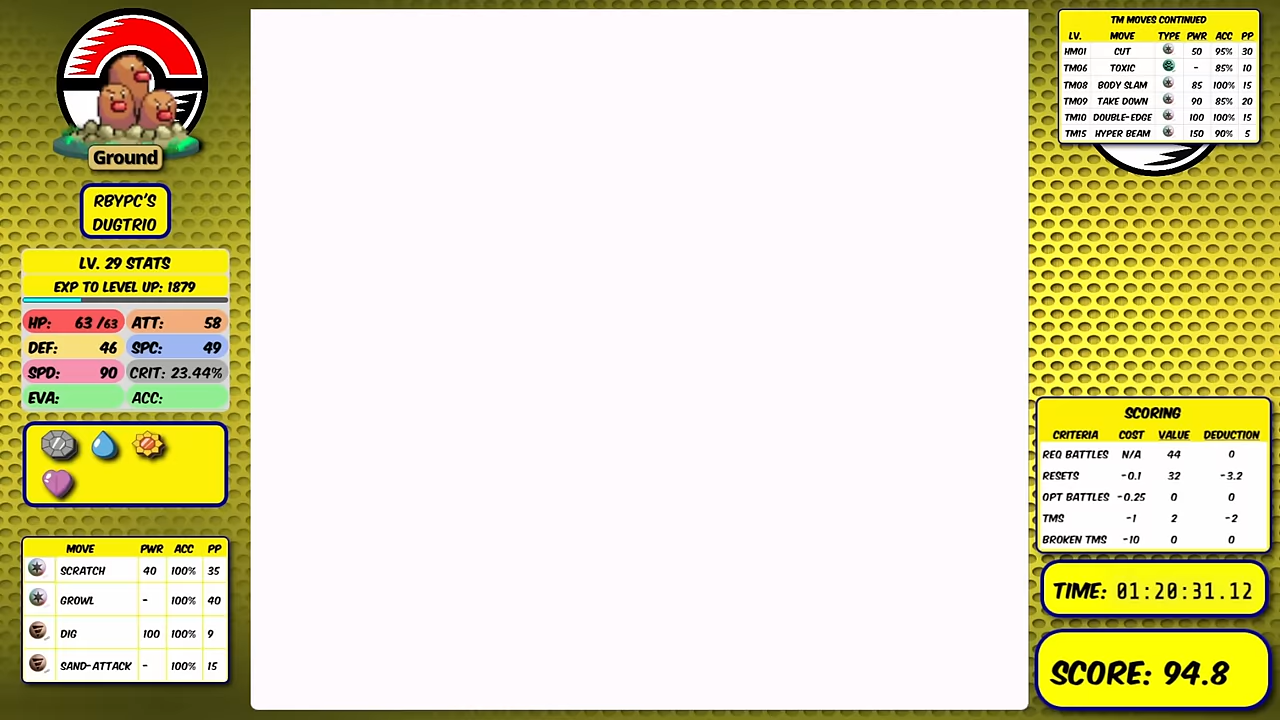 Ground
RBYPC'S
DUGTRIO
LV. 29 STATS
EXP TO LEVEL UP: 1879
HP: 63 /63 ATT: 58
DEF: 46 SPC: 49
SPD: 90 CRIT: 23.44%
EVA: ACC:
MOVE PWR ACC PP
SCRATCH 40 100% 35
GROWL - 100% 40
DIG 100 100% 9
SAND-ATTACK - 100% 15
TM MOVES CONTINUED
LV. MOVE TYPE PWR ACC PP
HM01 CUT 50 95% 30
TM06 TOXIC - 85% 10
TM08 BODY SLAM 85 100% 15
TM09 TAKE DOWN 90 85% 20
TM10 DOUBLE-EDGE 100 100% 15
TM15 HYPER BEAM 150 90% 5
SCORING
CRITERIA COST VALUE DEDUCTION
REQ BATTLES N/A 44 0
RESETS -0.1 32 -3.2
OPT BATTLES -0.25 0 0
TMS -1 2 -2
BROKEN TMS -10 0 0
TIME: 01:20:31.12
SCORE: 94.8